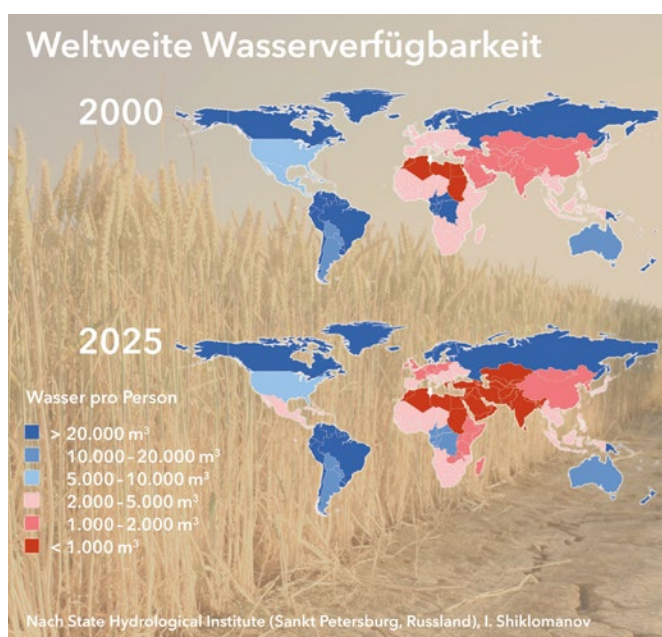 Weltweite Wasserverfügbarkeit
2000
2025
Wasser pro Person
> 20.000 m³
10.000–20.000 m³
5.000–10.000 m³
2.000–5.000 m³
1.000–2.000 m³
< 1.000 m³
Nach State Hydrological Institute (Sankt Petersburg, Russland), I. Shiklomanov